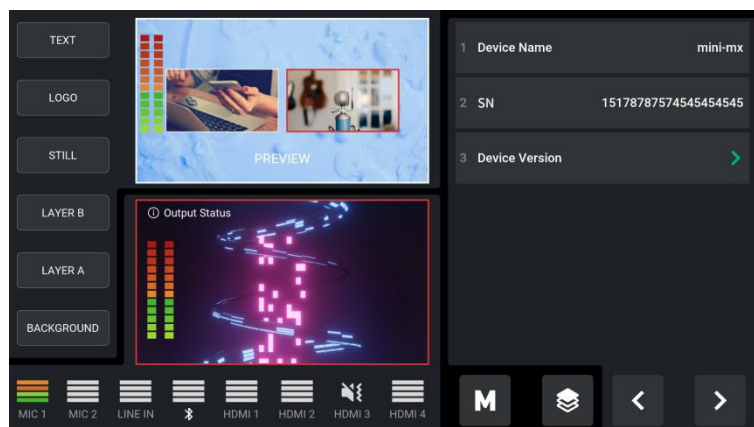 TEXT
LOGO
STILL
LAYER B
LAYER A
BACKGROUND
PREVIEW
Output Status
1 Device Name mini-mx
2 SN 15178787574545454545
3 Device Version
MIC 1 MIC 2 LINE IN HDMI 1 HDMI 2 HDMI 3 HDMI 4
M